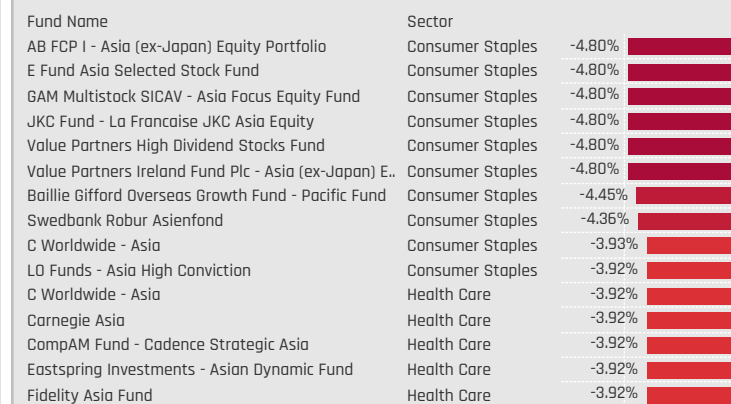 Fund Name Sector
AB FCP I - Asia (ex-Japan) Equity Portfolio Consumer Staples -4.80%
E Fund Asia Selected Stock Fund Consumer Staples -4.80%
GAM Multistock SICAV - Asia Focus Equity Fund Consumer Staples -4.80%
JKC Fund - La Francaise JKC Asia Equity Consumer Staples -4.80%
Value Partners High Dividend Stocks Fund Consumer Staples -4.80%
Value Partners Ireland Fund Plc - Asia (ex-Japan) E.. Consumer Staples -4.80%
Baillie Gifford Overseas Growth Fund - Pacific Fund Consumer Staples -4.45%
Swedbank Robur Asienfond Consumer Staples -4.36%
C Worldwide - Asia Consumer Staples -3.93%
LO Funds - Asia High Conviction Consumer Staples -3.92%
C Worldwide - Asia Health Care -3.92%
Carnegie Asia Health Care -3.92%
CompAM Fund - Cadence Strategic Asia Health Care -3.92%
Eastspring Investments - Asian Dynamic Fund Health Care -3.92%
Fidelity Asia Fund Health Care -3.92%